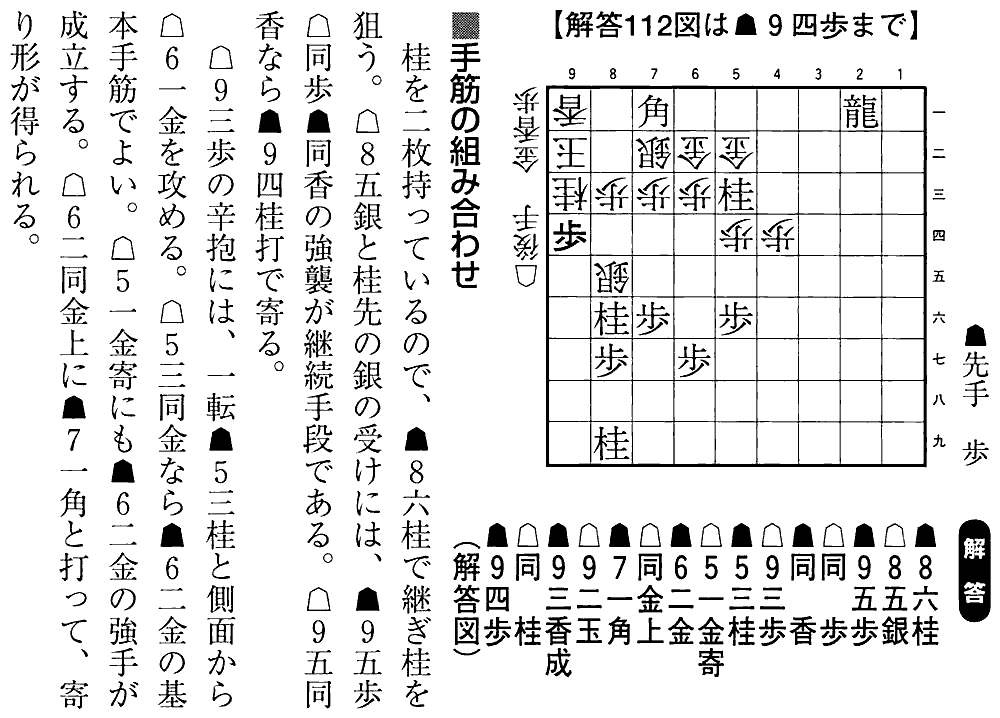 【解答112図は▲9四歩まで】
9 8 7 6 5 4 3 2 1
香 角 龍 一
王 銀 金 金 二
桂 歩 歩 歩 桂 三
歩 歩 歩 四
銀 五
桂 歩 歩 六
歩 歩 七
八
桂 九
▲先手 歩
△後手 金香歩
解答
▲8六桂
△8五銀
▲9五歩
△同 歩
▲同 香
△9三歩
▲5三桂
△5一金寄
▲6二金
△同金上
▲7一角
△9二玉
▲9三香成
△同 桂
▲9四歩
(解答図)
■手筋の組み合わせ
桂を二枚持っているので、▲8六桂で継ぎ桂を
狙う。△8五銀と桂先の銀の受けには、▲9五歩
△同歩▲同香の強襲が継続手段である。△9五同
香なら▲9四桂打で寄る。
△9三歩の辛抱には、一転▲5三桂と側面から
△6一金を攻める。△5三同金なら▲6二金の基
本手筋でよい。△5一金寄にも▲6二金の強手が
成立する。△6二同金上に▲7一角と打って、寄
り形が得られる。